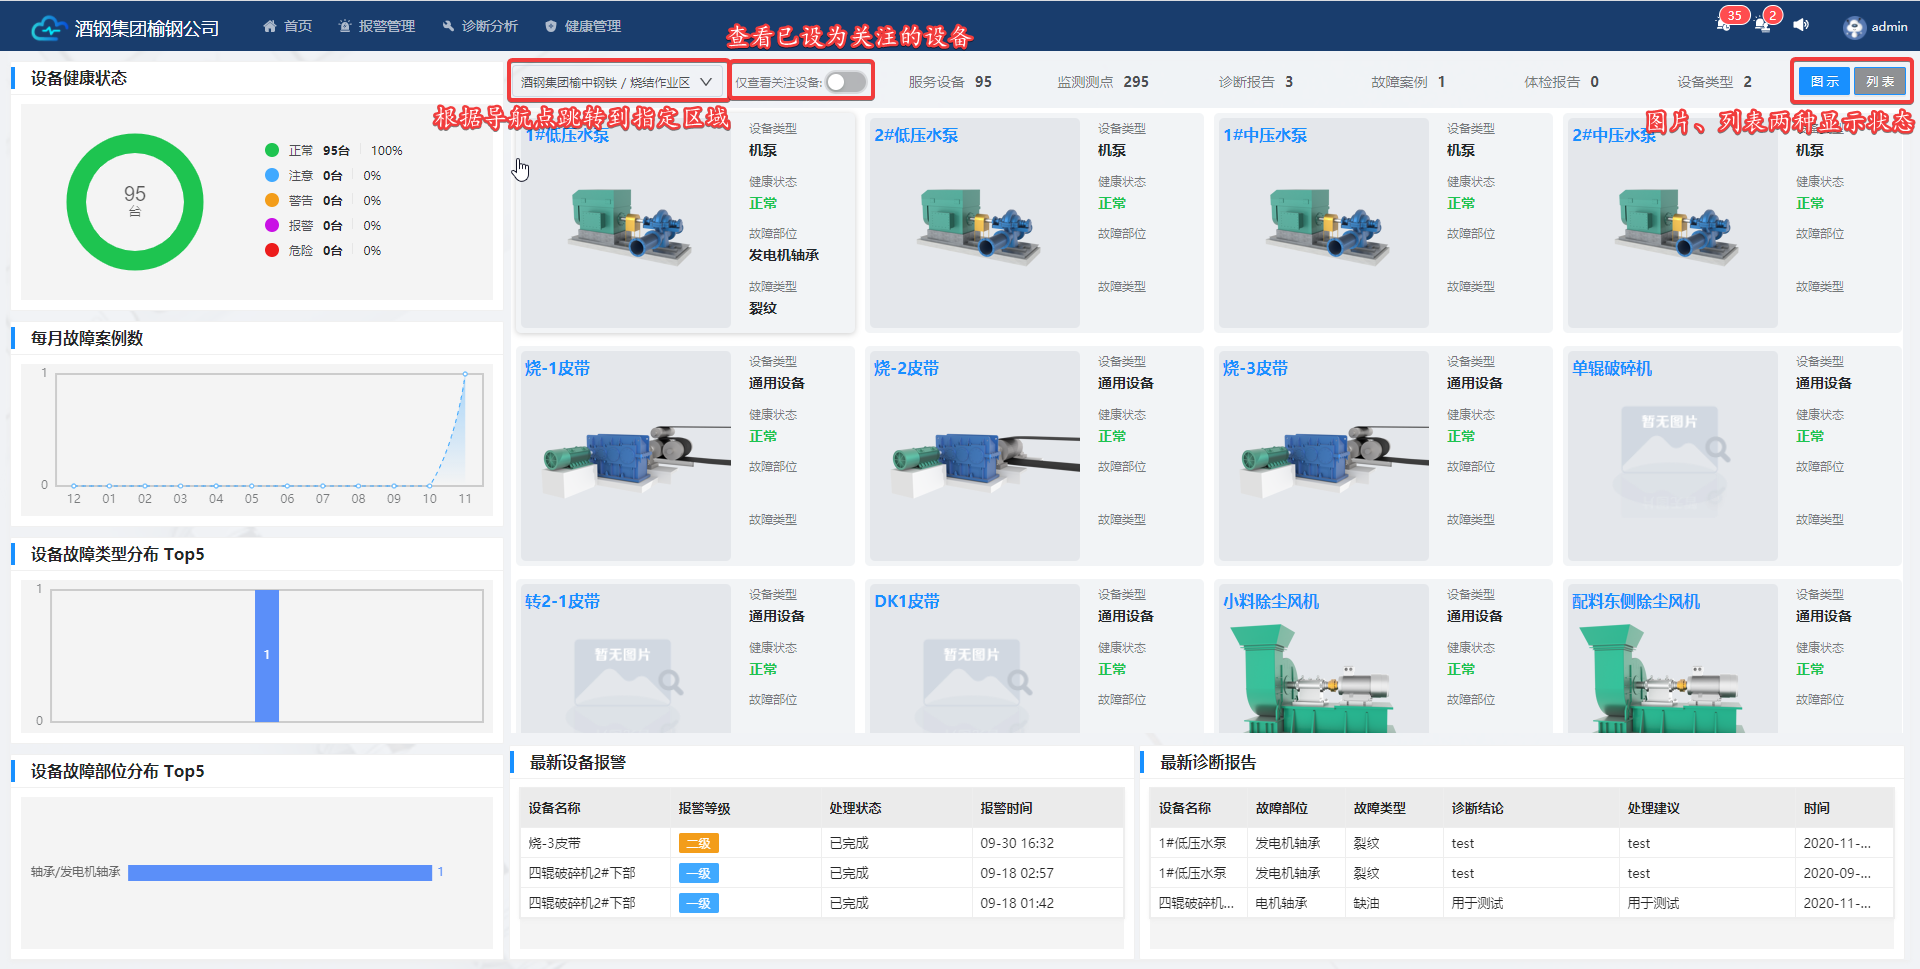 酒钢集团榆钢公司
首页
报警管理
诊断分析
健康管理
35
2
admin
查看已设为关注的设备
设备健康状态
95
台
正常 95台 100%
注意 0台 0%
警告 0台 0%
报警 0台 0%
危险 0台 0%
每月故障案例数
1
0
12 01 02 03 04 05 06 07 08 09 10 11
设备故障类型分布 Top5
1
0
1
设备故障部位分布 Top5
轴承/发电机轴承 1
酒钢集团榆中钢铁 / 烧结作业区
仅查看关注设备:
服务设备 95
监测测点 295
诊断报告 3
故障案例 1
体检报告 0
设备类型 2
图示
列表
根据导航点跳转到指定区域
图片、列表两种显示状态
1#低压水泵
设备类型
机泵
健康状态
正常
故障部位
发电机轴承
故障类型
裂纹
2#低压水泵
设备类型
机泵
健康状态
正常
故障部位
故障类型
1#中压水泵
设备类型
机泵
健康状态
正常
故障部位
故障类型
2#中压水泵
设备类型
机泵
健康状态
正常
故障部位
故障类型
烧-1皮带
设备类型
通用设备
健康状态
正常
故障部位
故障类型
烧-2皮带
设备类型
通用设备
健康状态
正常
故障部位
故障类型
烧-3皮带
设备类型
通用设备
健康状态
正常
故障部位
故障类型
单辊破碎机
暂无图片
设备类型
通用设备
健康状态
正常
故障部位
故障类型
转2-1皮带
暂无图片
设备类型
通用设备
健康状态
正常
故障部位
DK1皮带
暂无图片
设备类型
通用设备
健康状态
正常
故障部位
小料除尘风机
设备类型
通用设备
健康状态
正常
故障部位
配料东侧除尘风机
设备类型
通用设备
健康状态
正常
故障部位
最新设备报警
设备名称 报警等级 处理状态 报警时间
烧-3皮带 二级 已完成 09-30 16:32
四辊破碎机2#下部 一级 已完成 09-18 02:57
四辊破碎机2#下部 一级 已完成 09-18 01:42
最新诊断报告
设备名称 故障部位 故障类型 诊断结论 处理建议 时间
1#低压水泵 发电机轴承 裂纹 test test 2020-11-...
1#低压水泵 发电机轴承 裂纹 test test 2020-09-...
四辊破碎机... 电机轴承 缺油 用于测试 用于测试 2020-11-...